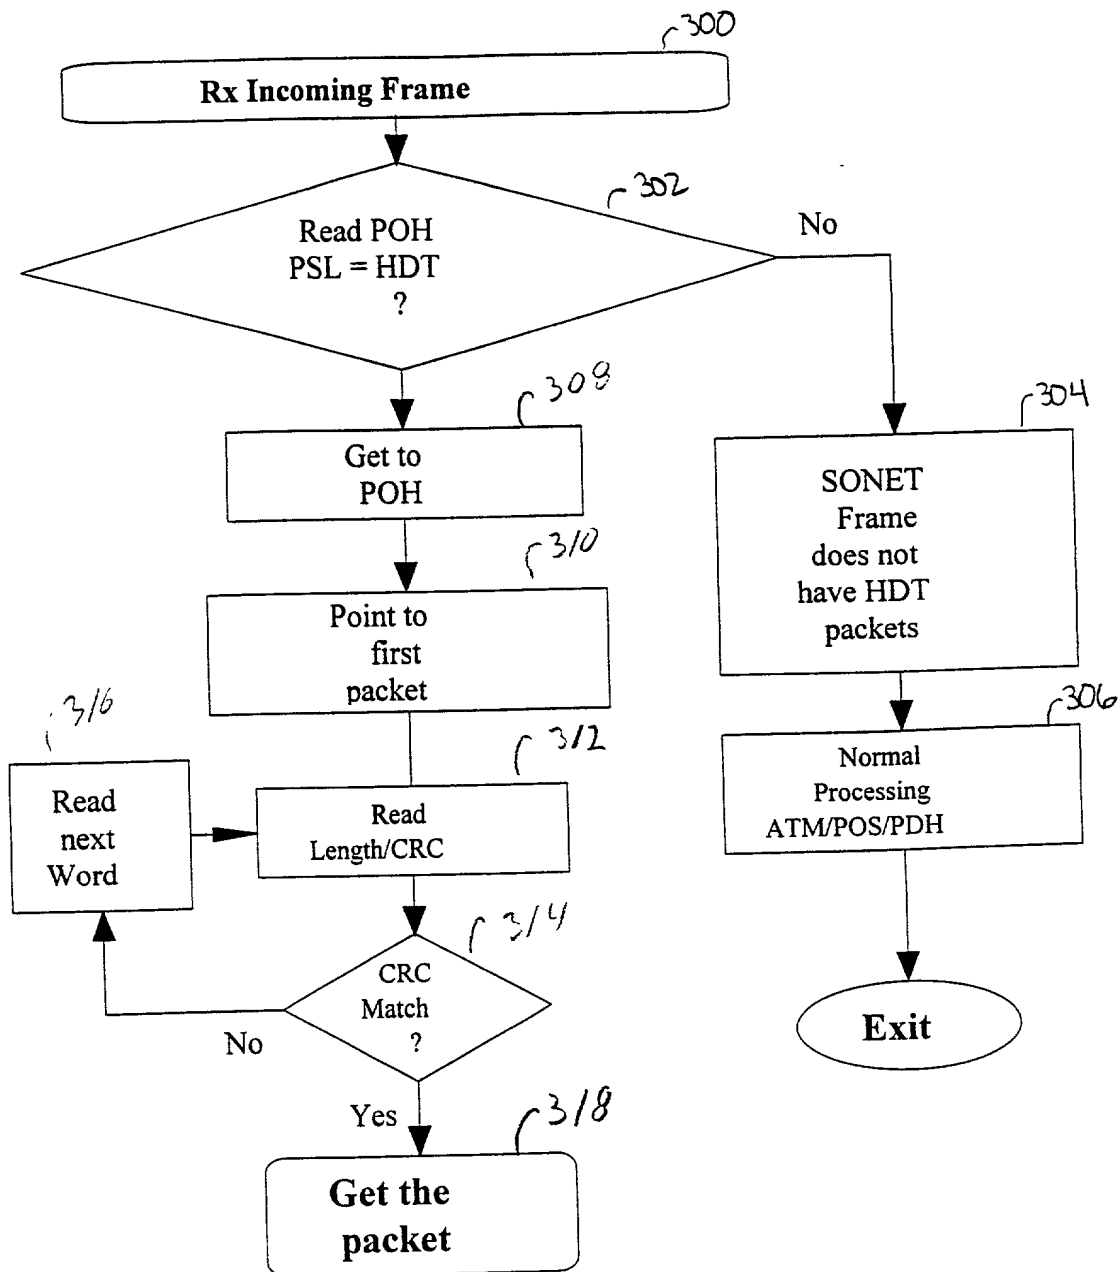 300
Rx Incoming Frame
302
Read POH
PSL = HDT
?
No
308
Get to
POH
304
SONET
Frame
does not
have HDT
packets
310
Point to
first
packet
306
Normal
Processing
ATM/POS/PDH
316
Read
next
Word
312
Read
Length/CRC
314
CRC
Match
?
No
Yes
Exit
318
Get the
packet